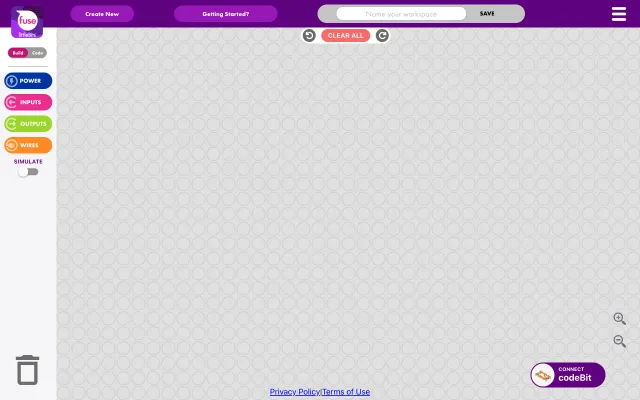 fuse
littleBits
Create New
Getting Started?
Name your workspace
SAVE
CLEAR ALL
Build
Code
POWER
INPUTS
OUTPUTS
WIRES
SIMULATE
CONNECT
codeBit
Privacy Policy|Terms of Use